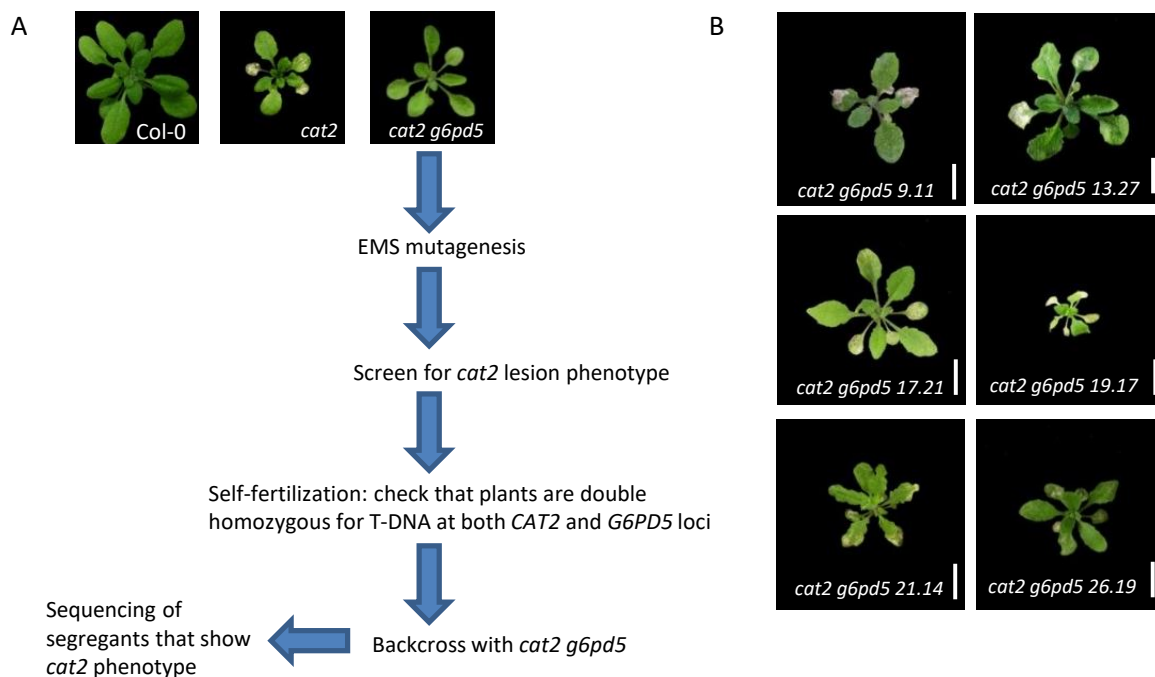 A
Col-0
cat2
cat2 g6pd5
EMS mutagenesis
Screen for cat2 lesion phenotype
Self-fertilization: check that plants are double
homozygous for T-DNA at both CAT2 and G6PD5 loci
Backcross with cat2 g6pd5
Sequencing of
segregants that show
cat2 phenotype
B
cat2 g6pd5 9.11
cat2 g6pd5 13.27
cat2 g6pd5 17.21
cat2 g6pd5 19.17
cat2 g6pd5 21.14
cat2 g6pd5 26.19